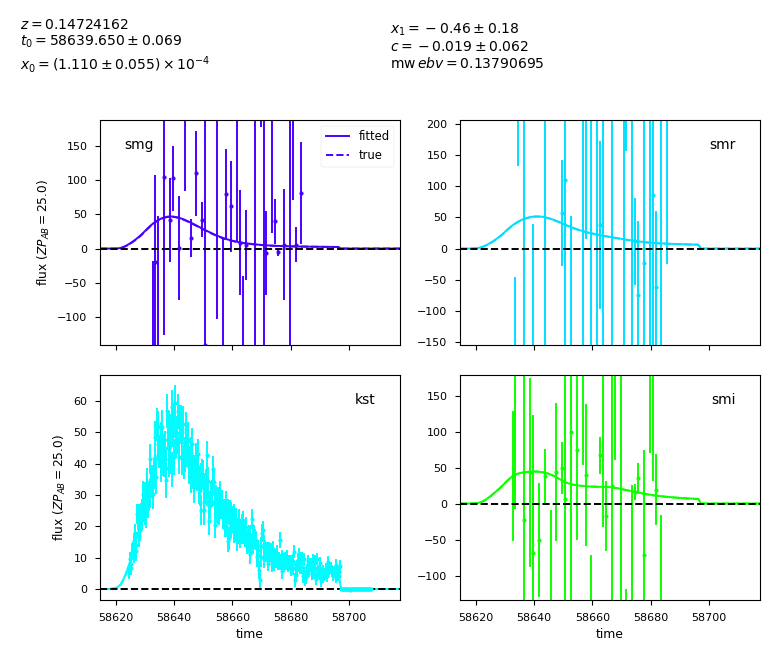 z = 0.14724162
t₀ = 58639.650 ± 0.069
x₀ = (1.110 ± 0.055) × 10⁻⁴
x₁ = −0.46 ± 0.18
c = −0.019 ± 0.062
mw ebv = 0.13790695
smg
fitted
true
150
100
50
0
−50
−100
flux (ZP_AB = 25.0)
smr
200
150
100
50
0
−50
−100
−150
kst
60
50
40
30
20
10
0
flux (ZP_AB = 25.0)
58620 58640 58660 58680 58700
time
smi
150
100
50
0
−50
−100
58620 58640 58660 58680 58700
time